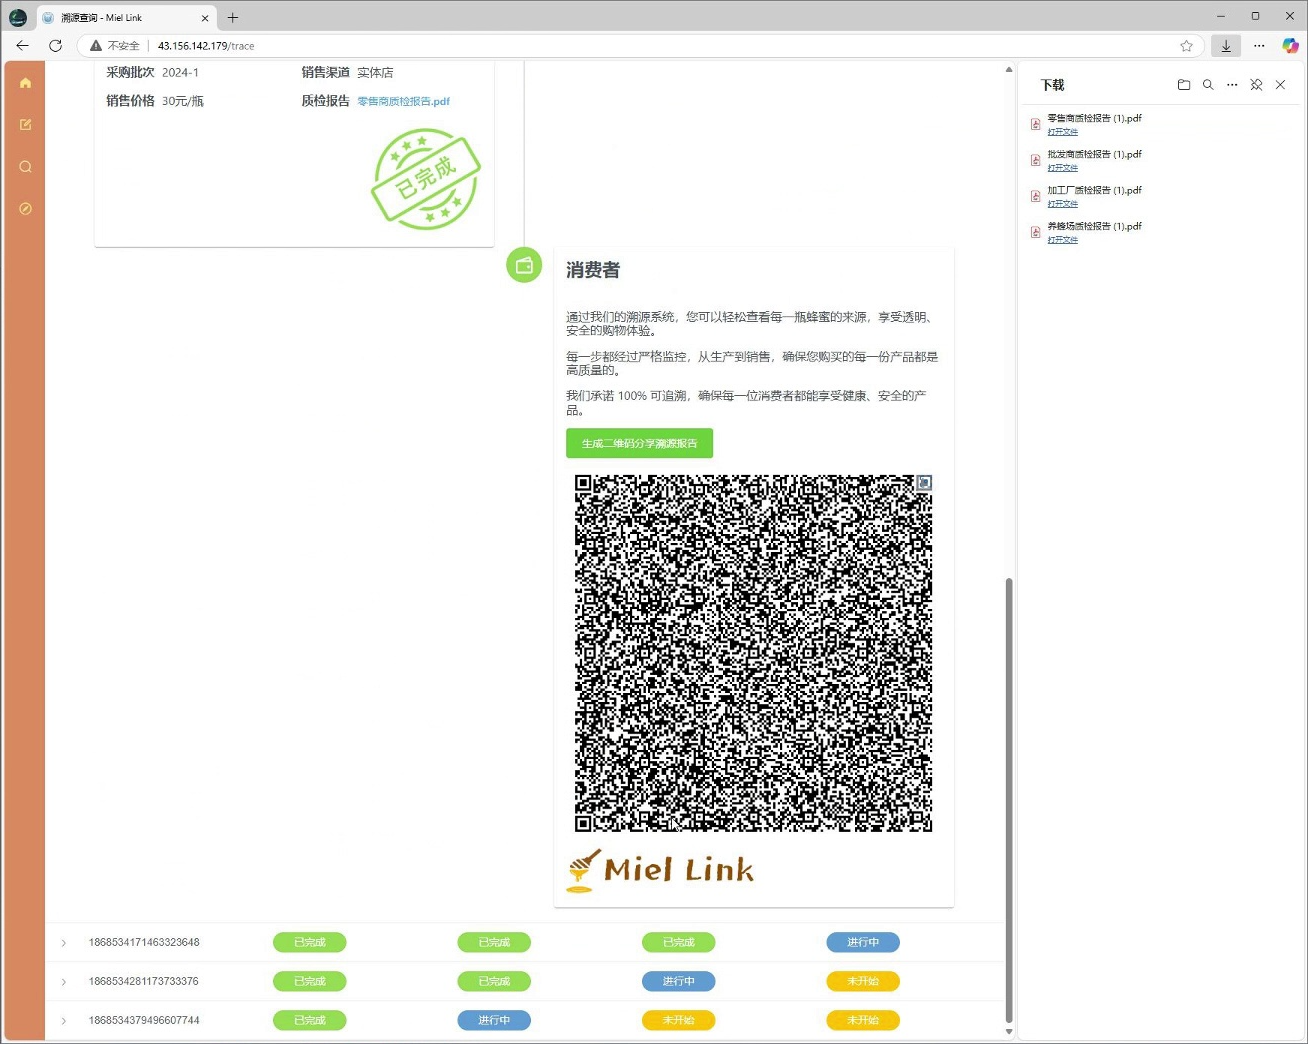 溯源查询 - Miel Link
不安全 43.156.142.179/trace
采购批次 2024-1 销售渠道 实体店
销售价格 30元/瓶 质检报告 零售商质检报告.pdf
已完成
消费者
通过我们的溯源系统，您可以轻松查看每一瓶蜂蜜的来源，享受透明、
安全的购物体验。
每一步都经过严格监控，从生产到销售，确保您购买的每一份产品都是
高质量的。
我们承诺 100% 可追溯，确保每一位消费者都能享受健康、安全的产
品。
生成二维码分享溯源报告
Miel Link
1868534171463323648 已完成 已完成 已完成 进行中
1868534281173733376 已完成 已完成 进行中 未开始
1868534379496607744 已完成 进行中 未开始 未开始
下载
零售商质检报告 (1).pdf
打开文件
批发商质检报告 (1).pdf
打开文件
加工厂质检报告 (1).pdf
打开文件
养蜂场质检报告 (1).pdf
打开文件